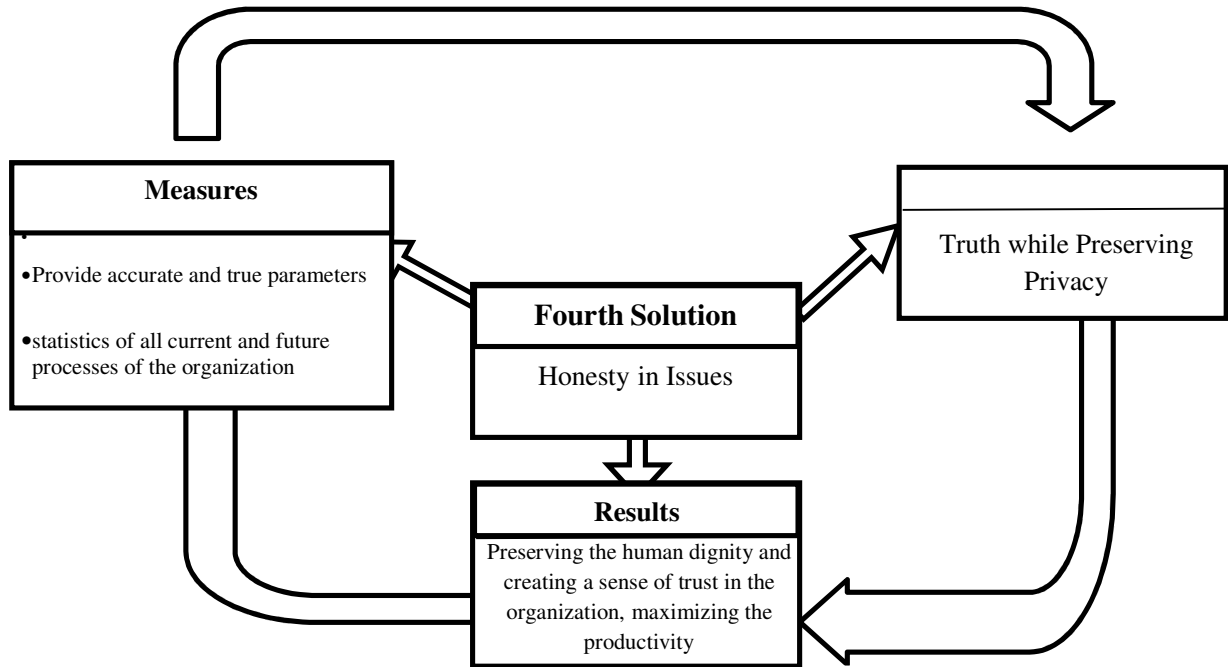 Measures
•
•Provide accurate and true parameters
•statistics of all current and future
processes of the organization
Truth while Preserving
Privacy
Fourth Solution
Honesty in Issues
Results
Preserving the human dignity and
creating a sense of trust in the
organization, maximizing the
productivity